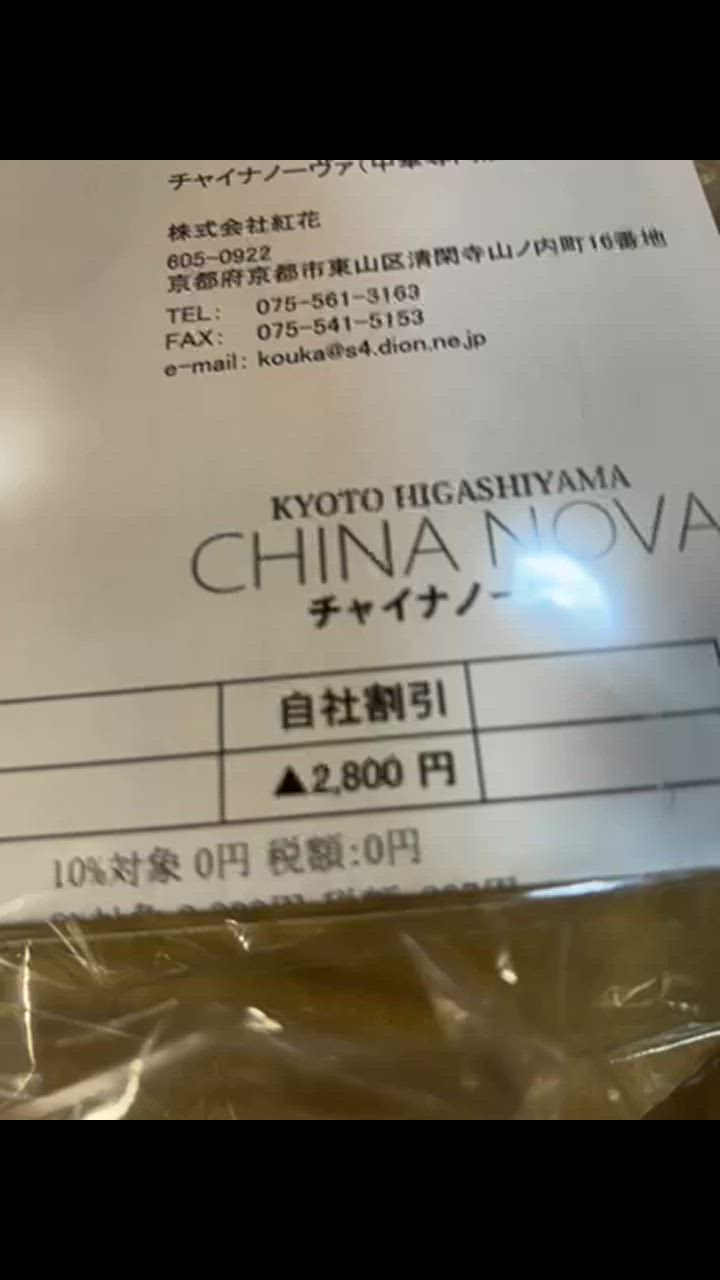 チャイナノーヴァ(中華専門
株式会社紅花
605-0922
京都府京都市東山区清閑寺山ノ内町16番地
TEL: 075-561-3163
FAX: 075-541-5153
e-mail: kouka@s4.dion.ne.jp
KYOTO HIGASHIYAMA
CHINA NOVA
チャイナノー
自社割引
▲2,800 円
10%対象 0円 税額:0円